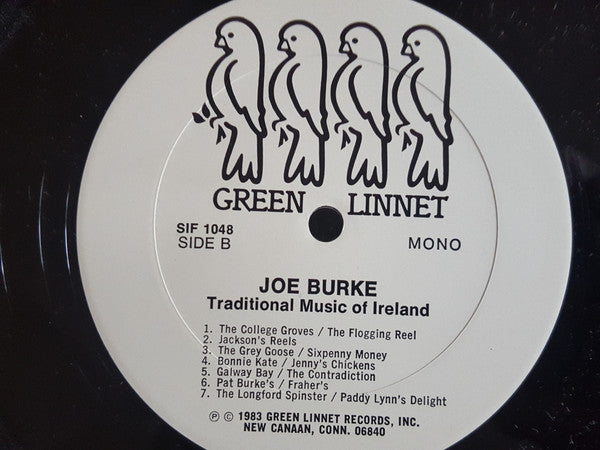 GREEN LINNET
SIF 1048
SIDE B
MONO
JOE BURKE
Traditional Music of Ireland
1. The College Groves / The Flogging Reel
2. Jackson's Reels
3. The Grey Goose / Sixpenny Money
4. Bonnie Kate / Jenny's Chickens
5. Galway Bay / The Contradiction
6. Pat Burke's / Fraher's
7. The Longford Spinster / Paddy Lynn's Delight
Ⓟ © 1983 GREEN LINNET RECORDS, INC.
NEW CANAAN, CONN. 06840